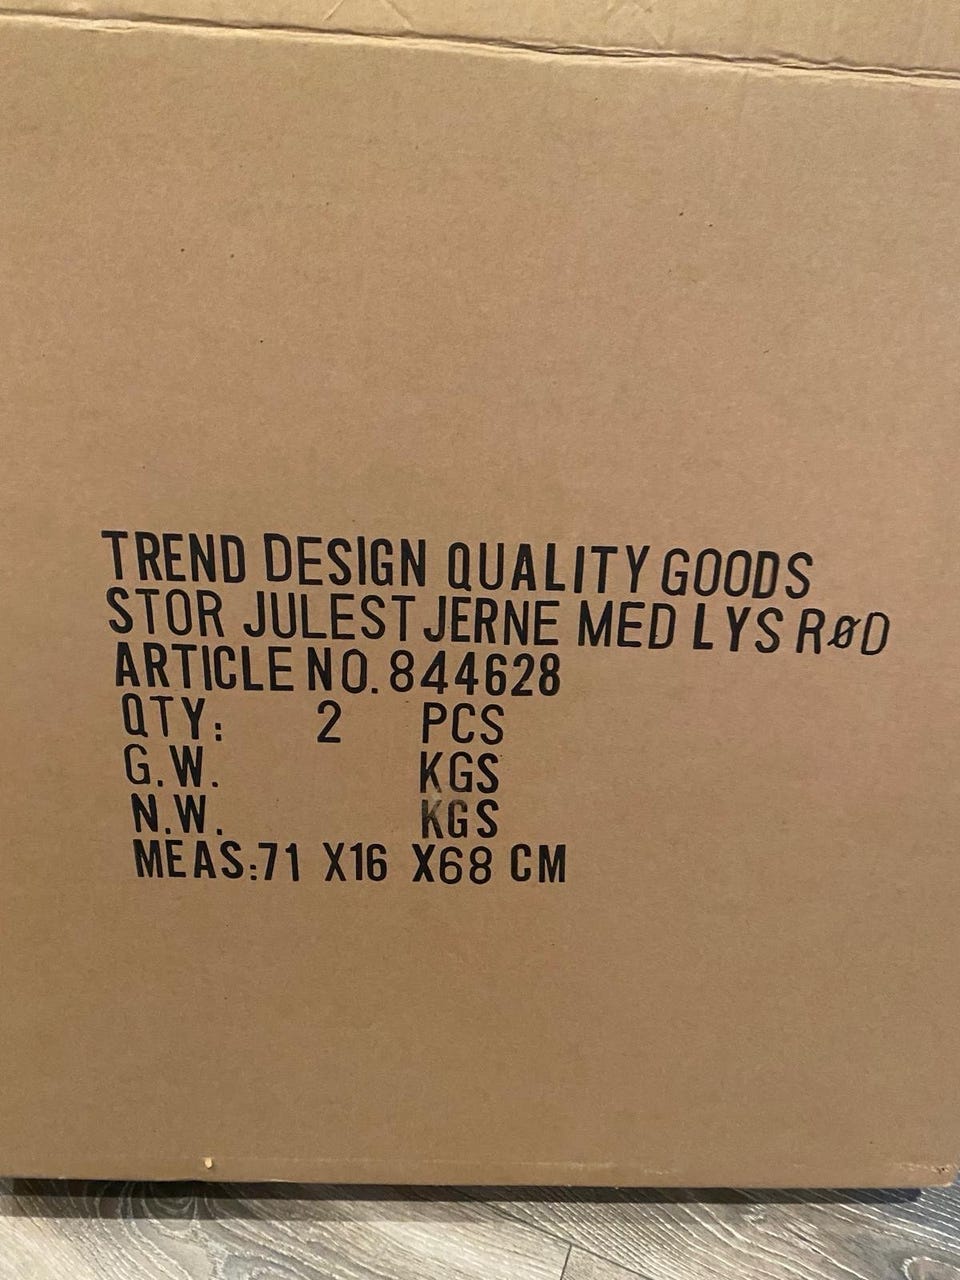 TREND DESIGN QUALITY GOODS
STOR JULESTJERNE MED LYS RØD
ARTICLE NO. 844628
QTY: 2 PCS
G.W. KGS
N.W. KGS
MEAS:71 X16 X68 CM